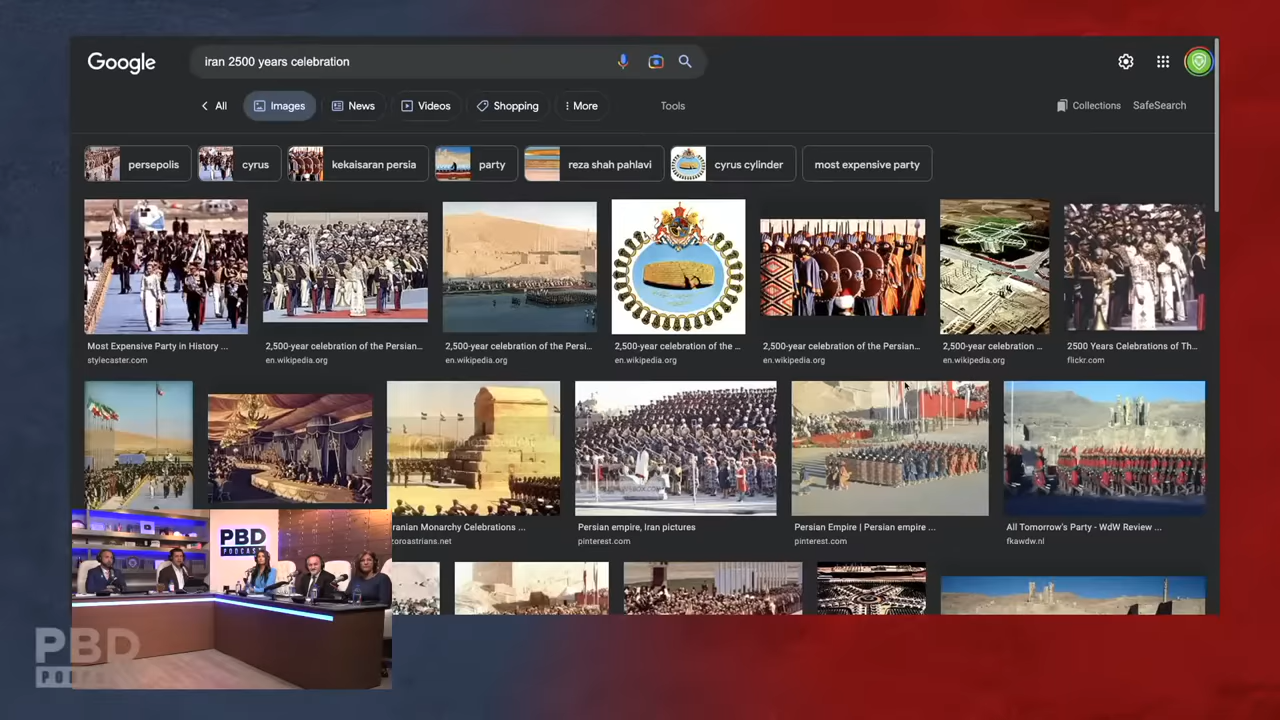 Google
iran 2500 years celebration
All
Images
News
Videos
Shopping
More
Tools
Collections
SafeSearch
persepolis
cyrus
kekaisaran persia
party
reza shah pahlavi
cyrus cylinder
most expensive party
Most Expensive Party in History ...
stylecaster.com
2,500-year celebration of the Persian...
en.wikipedia.org
2,500-year celebration of the Persi...
en.wikipedia.org
2,500-year celebration of the ...
en.wikipedia.org
2,500-year celebration of the Persian...
en.wikipedia.org
2,500-year celebration ...
en.wikipedia.org
2500 Years Celebrations of Th...
flickr.com
ranian Monarchy Celebrations ...
oroastrians.net
Persian empire, Iran pictures
pinterest.com
Persian Empire | Persian empire ...
pinterest.com
All Tomorrow's Party - WdW Review ...
fkawdw.nl
PBD
PODCAST
PBD